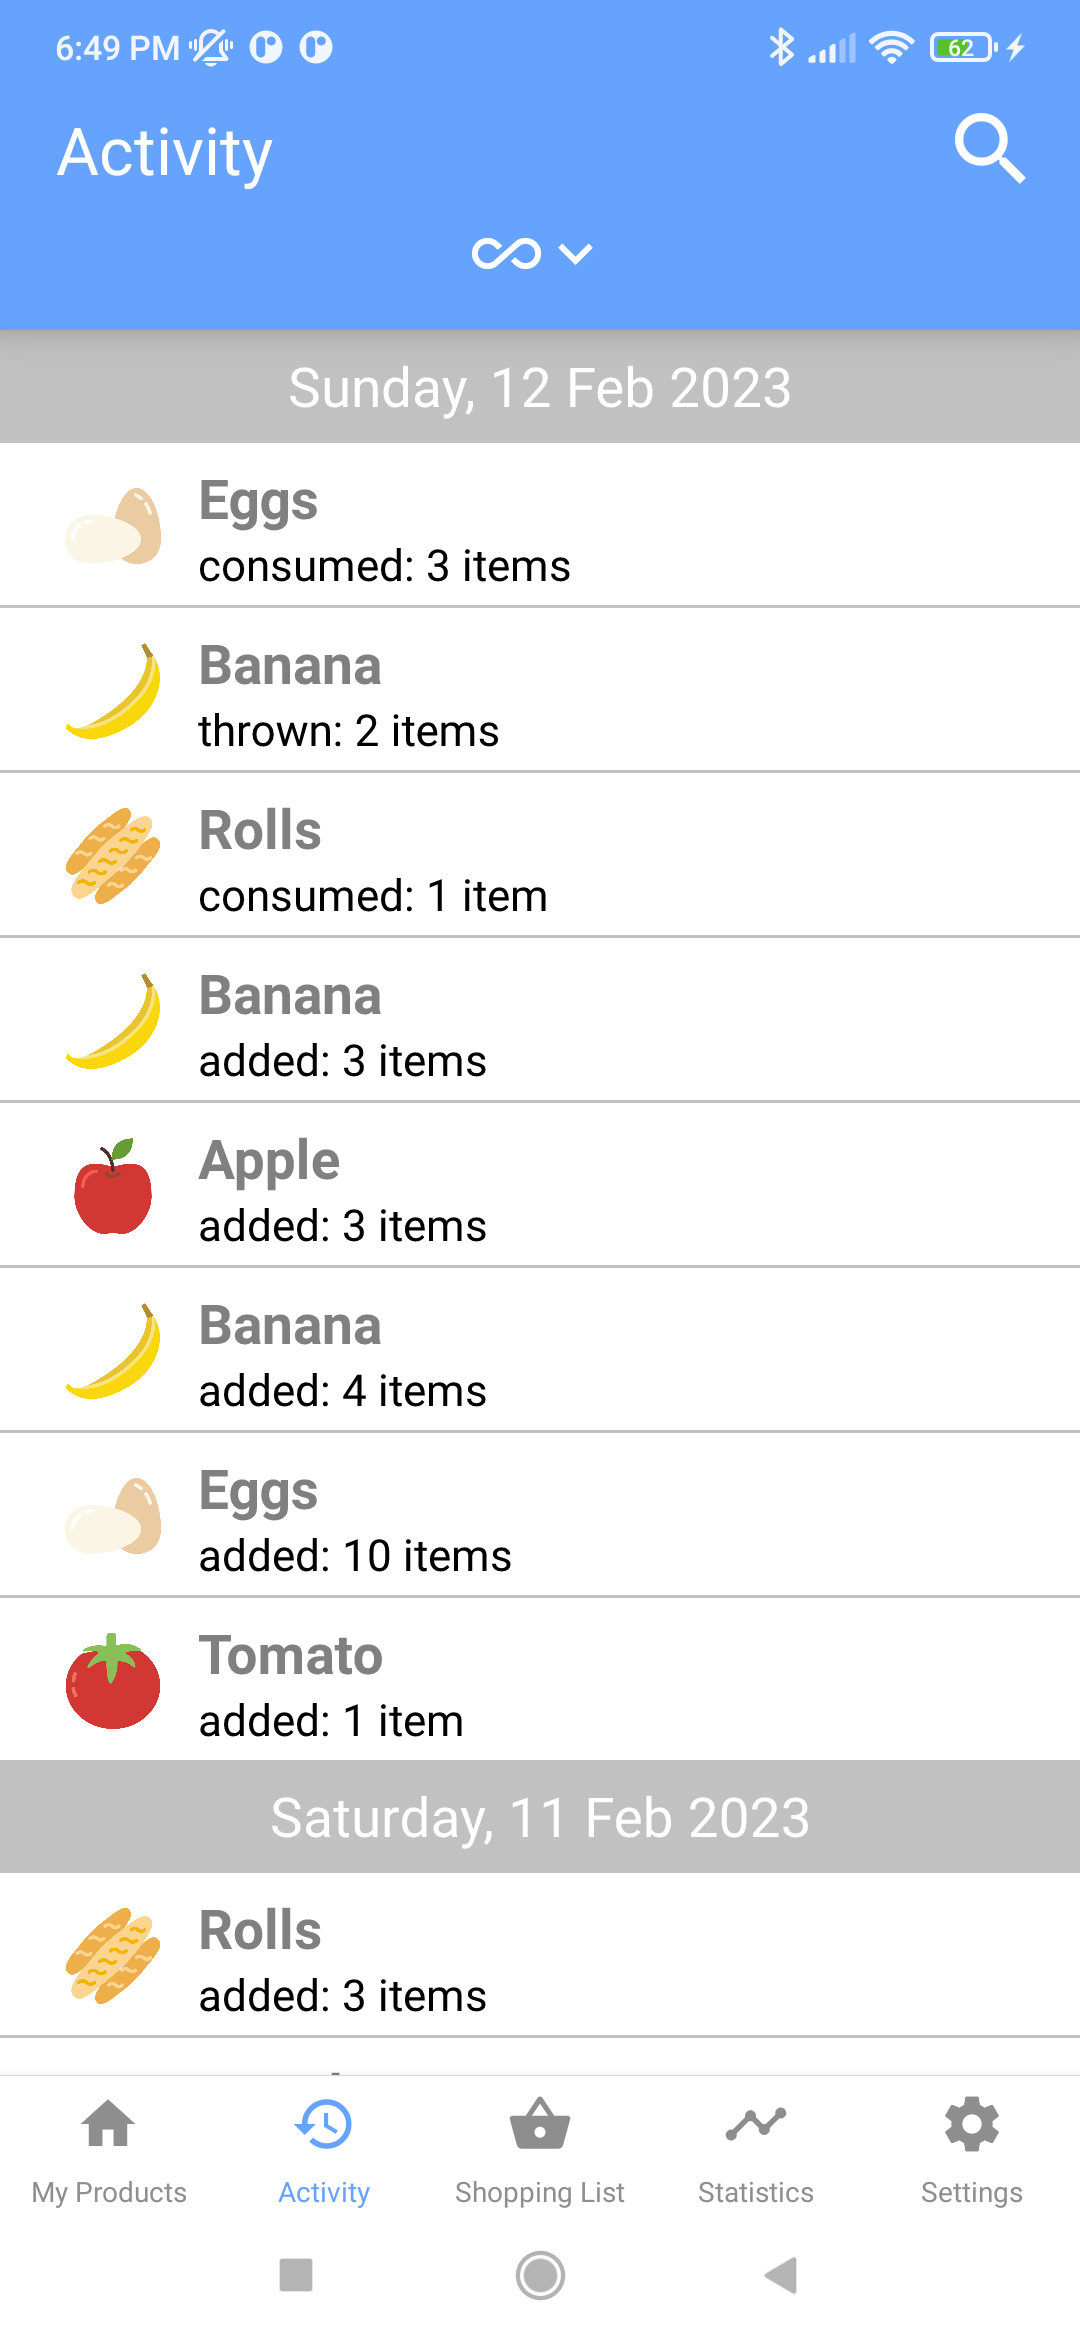 6:49 PM
62
Activity
Sunday, 12 Feb 2023
Eggs
consumed: 3 items
Banana
thrown: 2 items
Rolls
consumed: 1 item
Banana
added: 3 items
Apple
added: 3 items
Banana
added: 4 items
Eggs
added: 10 items
Tomato
added: 1 item
Saturday, 11 Feb 2023
Rolls
added: 3 items
My Products
Activity
Shopping List
Statistics
Settings